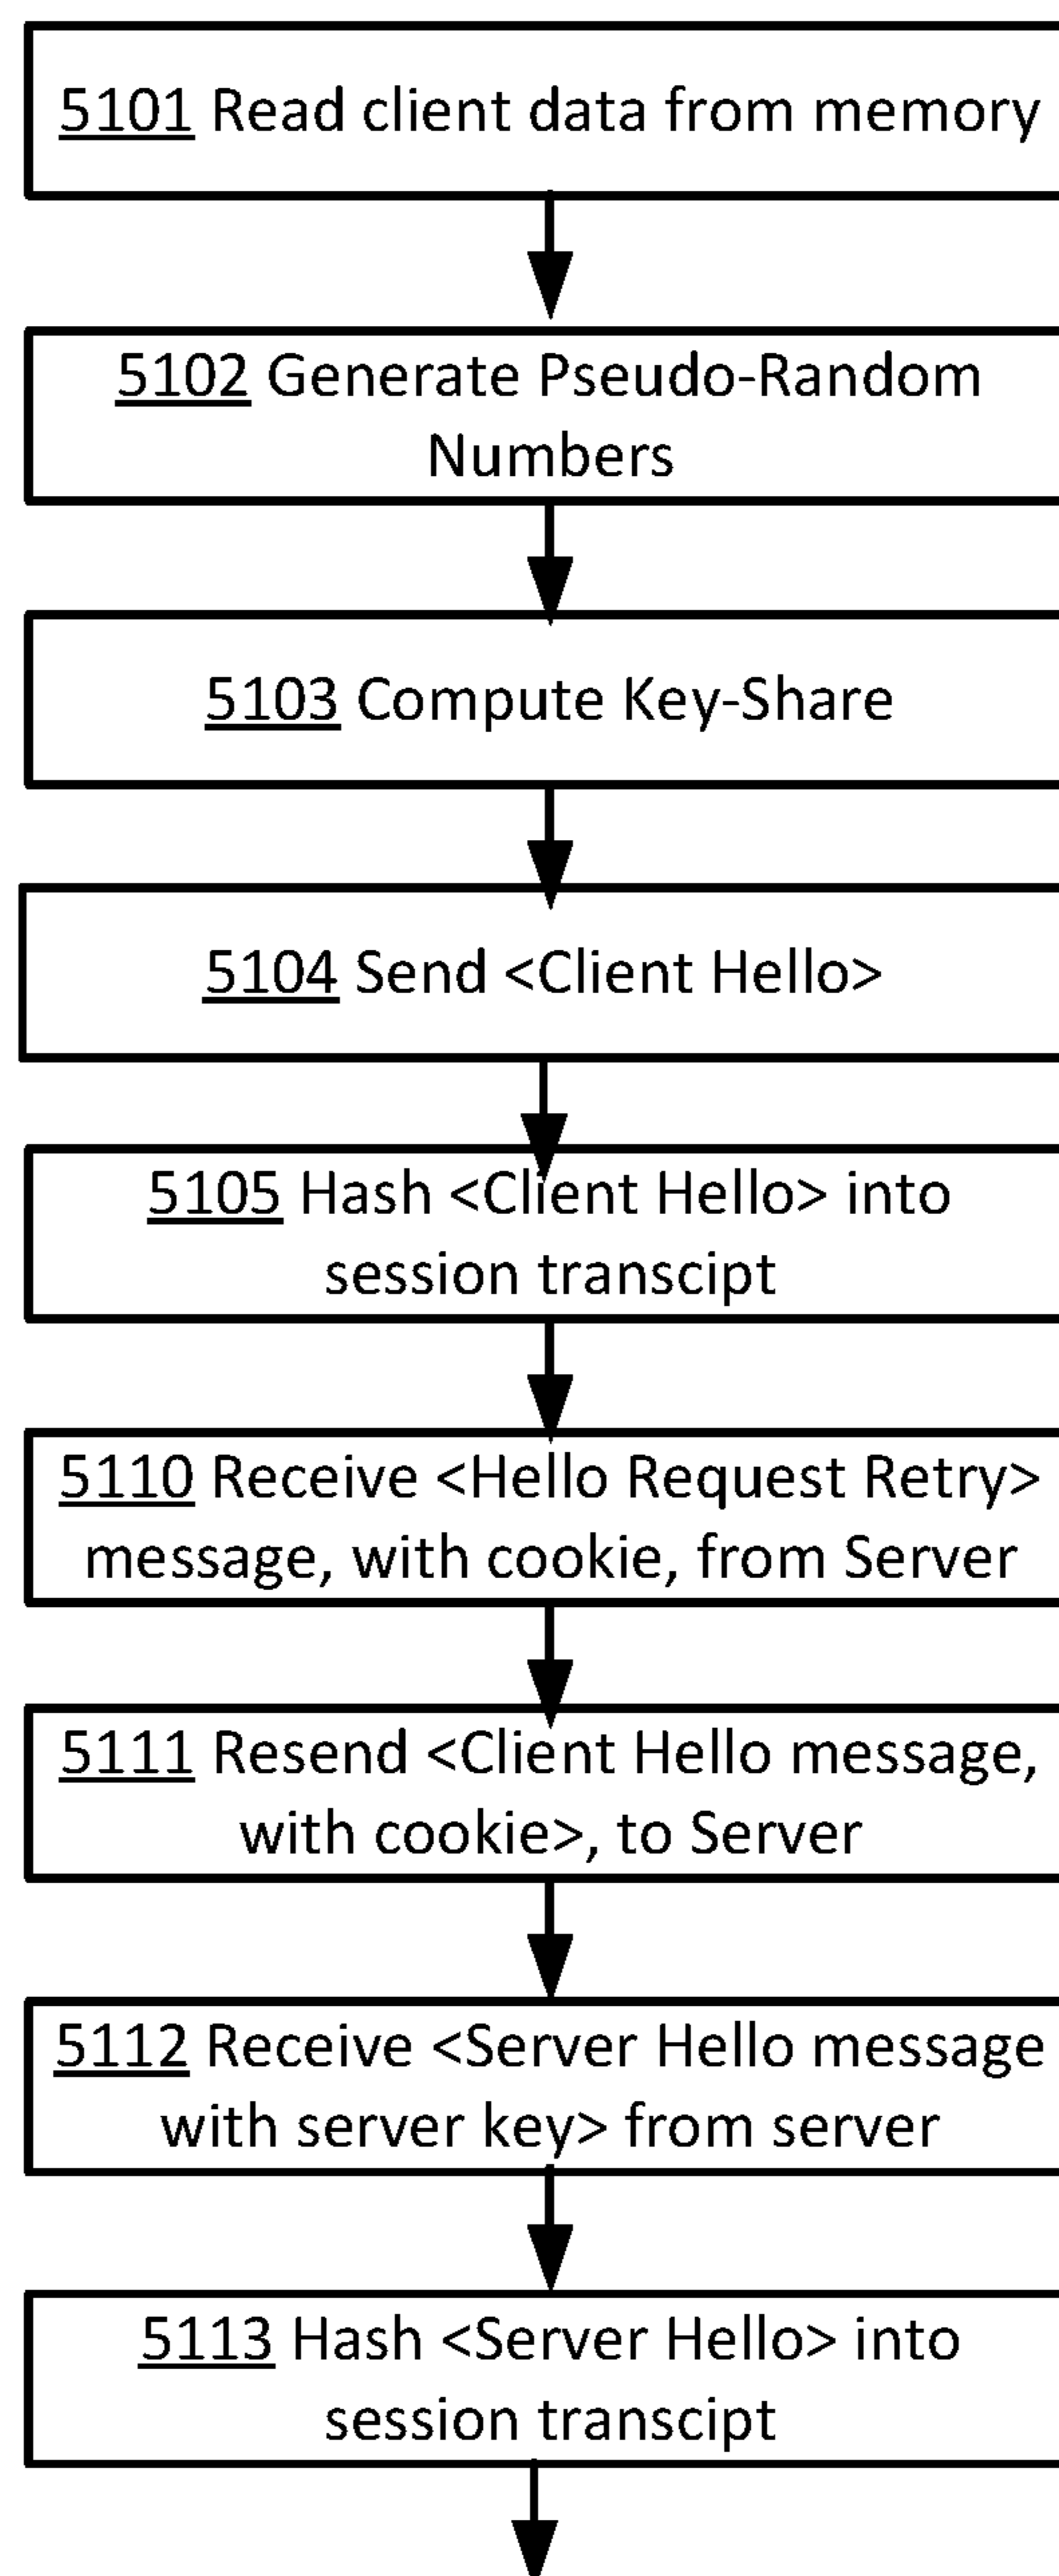 5101 Read client data from memory
5102 Generate Pseudo-Random
Numbers
5103 Compute Key-Share
5104 Send <Client Hello>
5105 Hash <Client Hello> into
session transcipt
5110 Receive <Hello Request Retry>
message, with cookie, from Server
5111 Resend <Client Hello message,
with cookie>, to Server
5112 Receive <Server Hello message
with server key> from server
5113 Hash <Server Hello> into
session transcipt